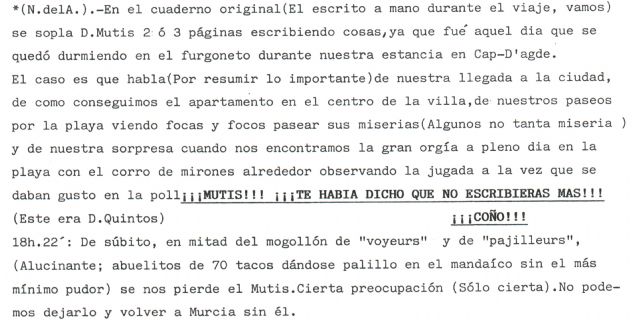 *(N.delA.).-En el cuaderno original(El escrito a mano durante el viaje, vamos)
se sopla D.Mutis 2 ó 3 páginas escribiendo cosas,ya que fué aquel dia que se
quedó durmiendo en el furgoneto durante nuestra estancia en Cap-D'agde.
El caso es que habla(Por resumir lo importante)de nuestra llegada a la ciudad,
de como conseguimos el apartamento en el centro de la villa,de nuestros paseos
por la playa viendo focas y focos pasear sus miserias(Algunos no tanta miseria )
y de nuestra sorpresa cuando nos encontramos la gran orgía a pleno dia en la
playa con el corro de mirones alrededor observando la jugada a la vez que se
daban gusto en la poll¡¡¡MUTIS!!! ¡¡¡TE HABIA DICHO QUE NO ESCRIBIERAS MAS!!!
(Este era D.Quintos) ¡¡¡COÑO!!!
18h.22´: De súbito, en mitad del mogollón de "voyeurs" y de "pajilleurs",
(Alucinante; abuelitos de 70 tacos dándose palillo en el mandaíco sin el más
mínimo pudor) se nos pierde el Mutis.Cierta preocupación (Sólo cierta).No pode-
mos dejarlo y volver a Murcia sin él.